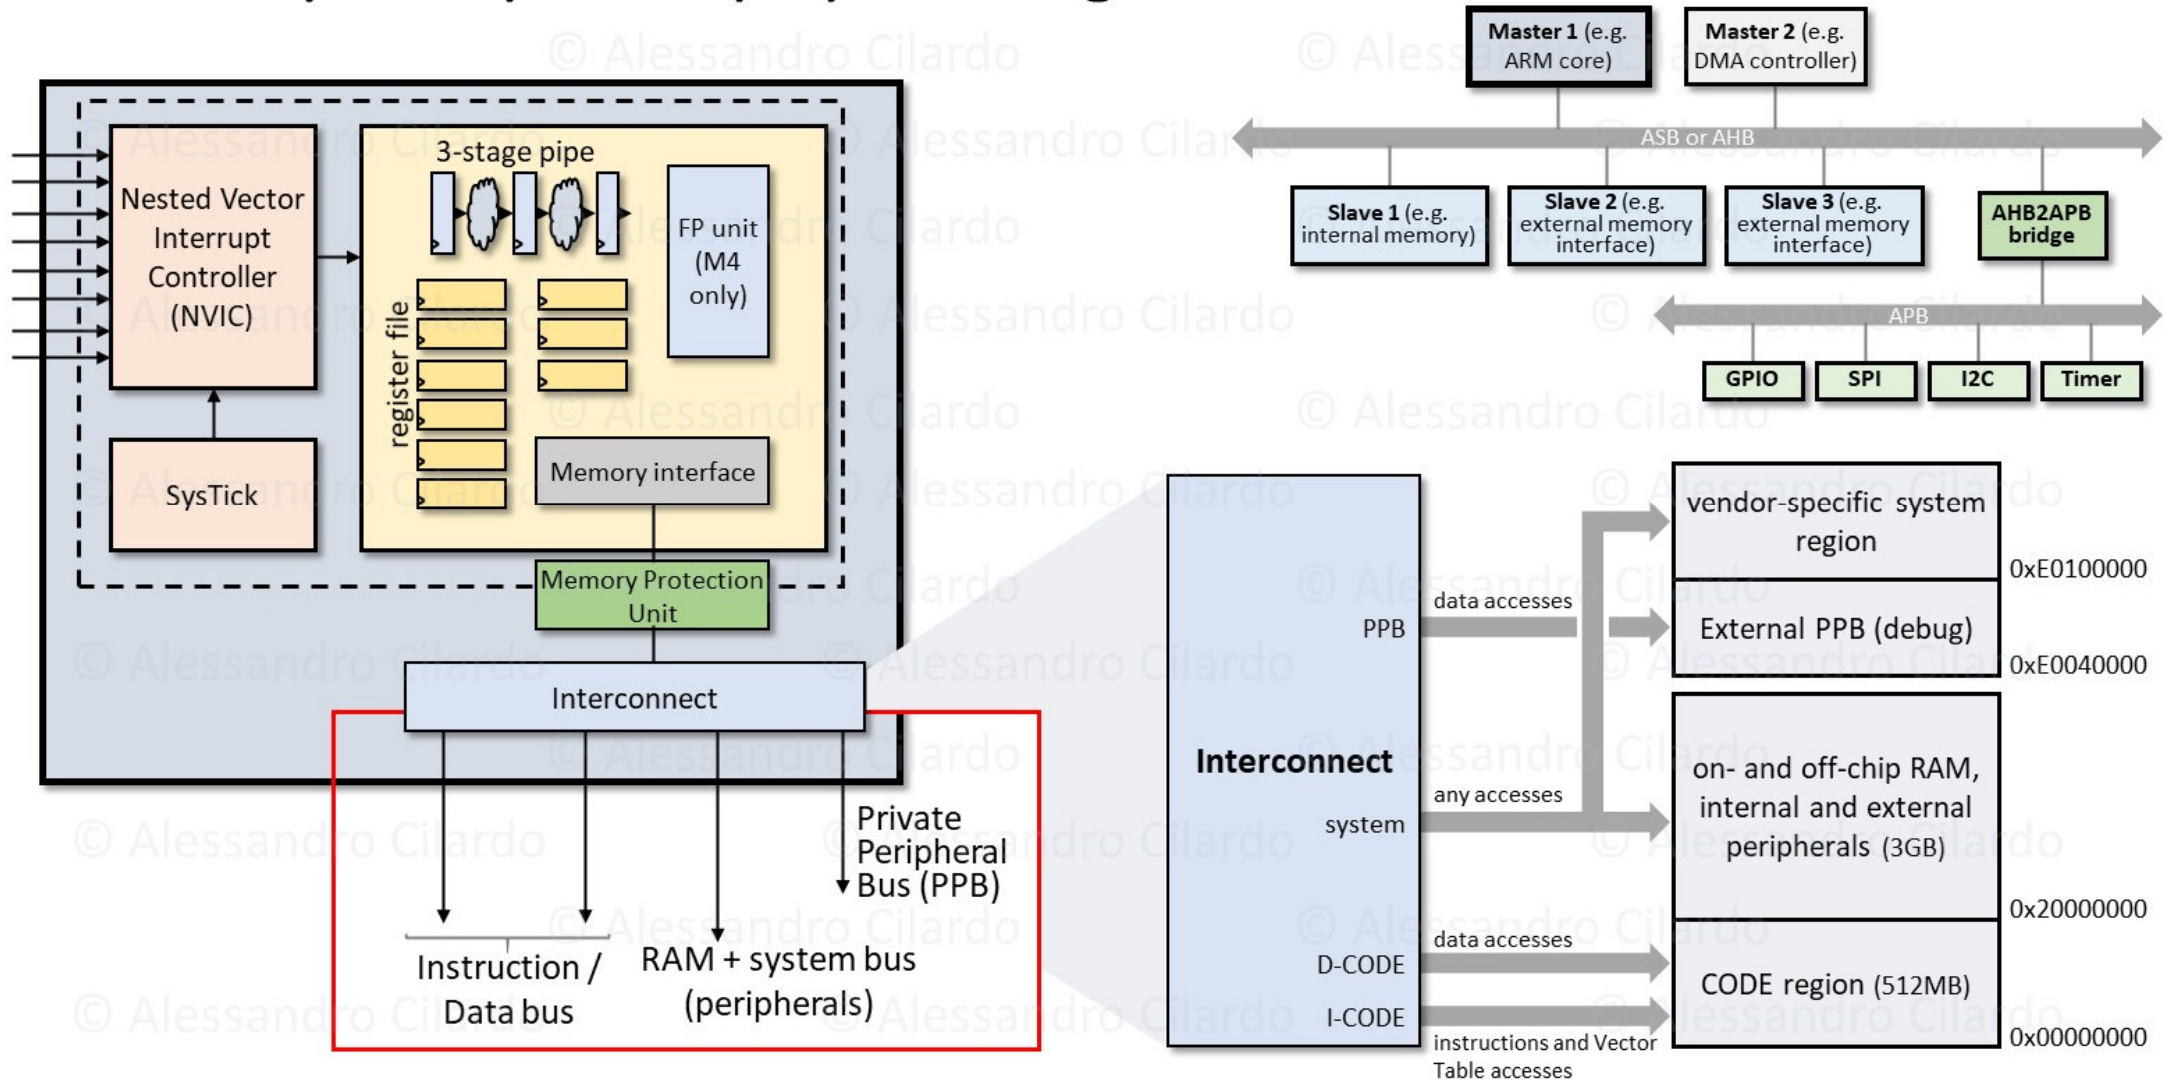 © Alessandro Cilardo
3-stage pipe
Nested Vector
Interrupt
Controller
(NVIC)
FP unit
(M4
only)
register file
Memory interface
SysTick
Memory Protection
Unit
Interconnect
Private
Peripheral
Bus (PPB)
Instruction /
Data bus
RAM + system bus
(peripherals)
Master 1 (e.g.
ARM core)
Master 2 (e.g.
DMA controller)
ASB or AHB
Slave 1 (e.g.
internal memory)
Slave 2 (e.g.
external memory
interface)
Slave 3 (e.g.
external memory
interface)
AHB2APB
bridge
APB
GPIO
SPI
I2C
Timer
Interconnect
PPB
data accesses
system
any accesses
D-CODE
data accesses
I-CODE
instructions and Vector
Table accesses
vendor-specific system
region
0xE0100000
External PPB (debug)
0xE0040000
on- and off-chip RAM,
internal and external
peripherals (3GB)
0x20000000
CODE region (512MB)
0x00000000